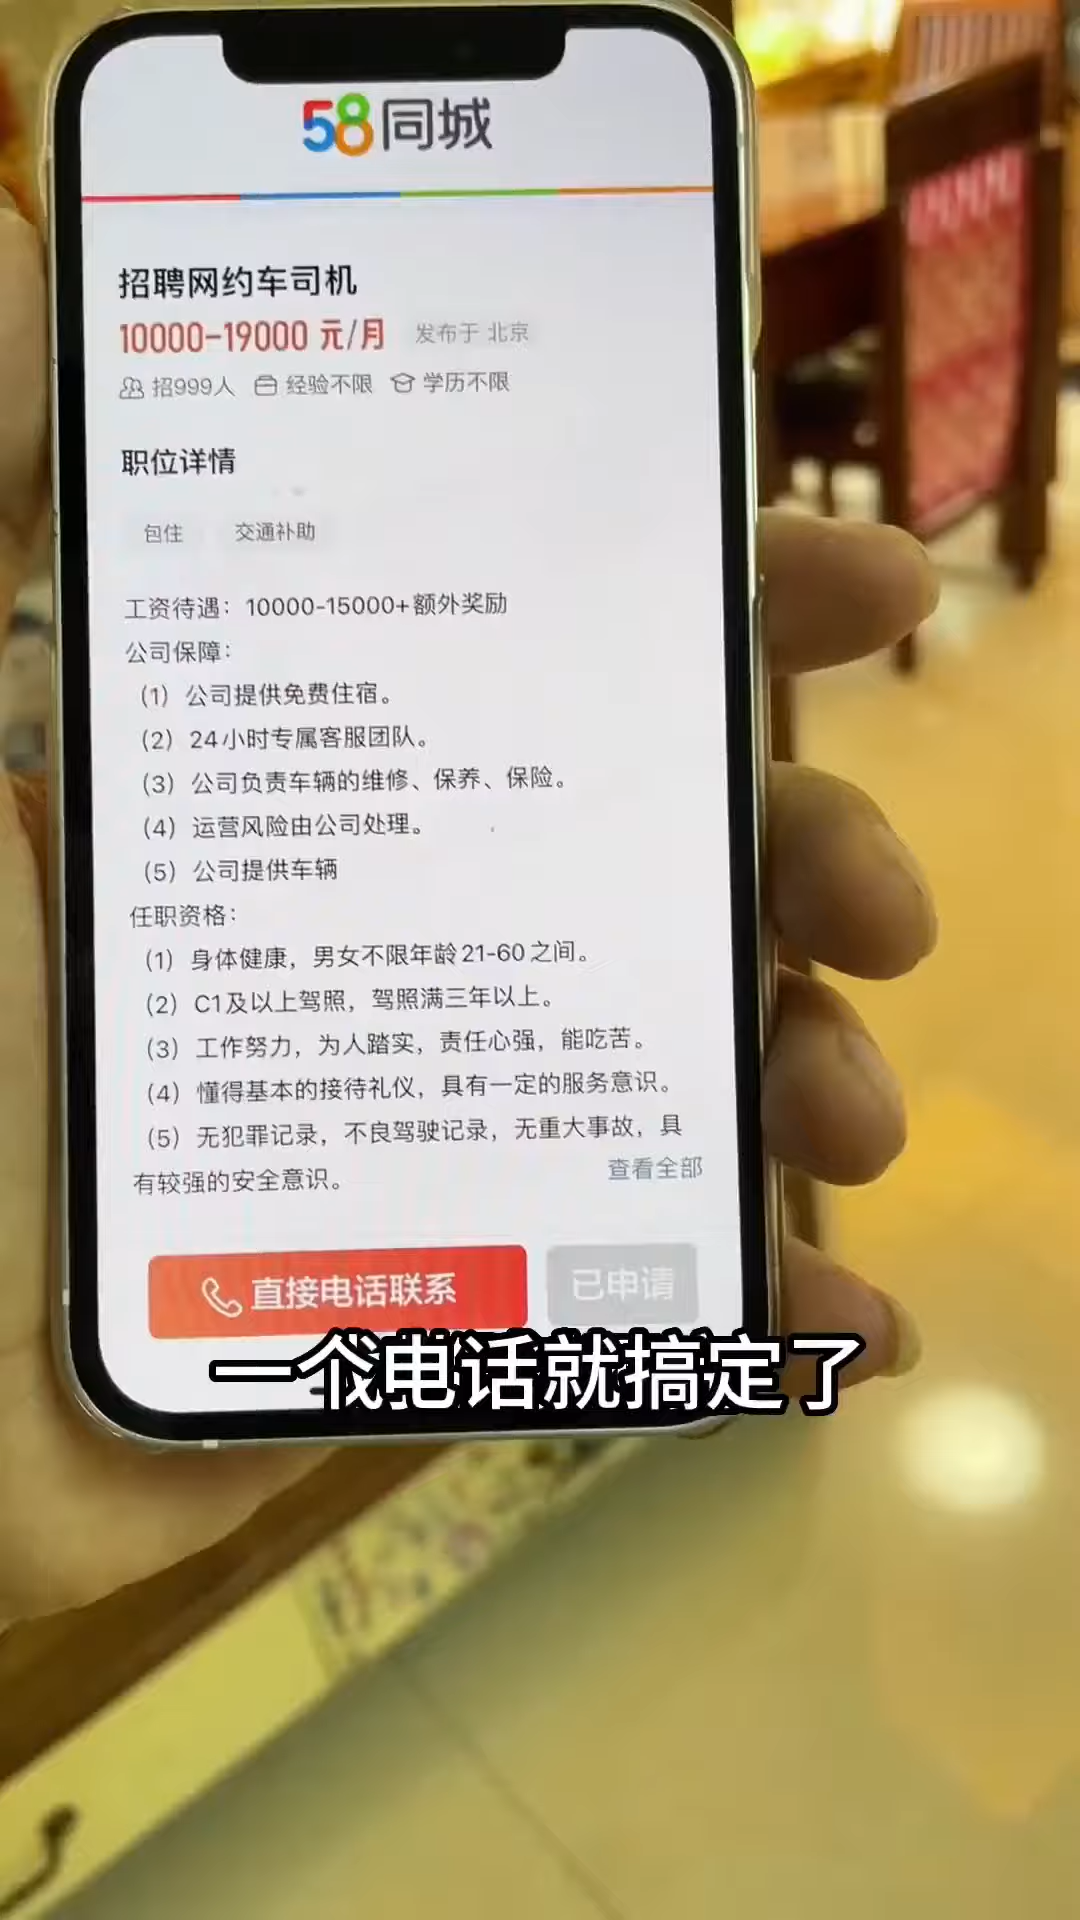 58同城
招聘网约车司机
10000-19000 元/月 发布于 北京
招999人 经验不限 学历不限
职位详情
包住 交通补助
工资待遇：10000-15000+额外奖励
公司保障：
（1）公司提供免费住宿。
（2）24小时专属客服团队。
（3）公司负责车辆的维修、保养、保险。
（4）运营风险由公司处理。
（5）公司提供车辆
任职资格：
（1）身体健康，男女不限年龄21-60之间。
（2）C1及以上驾照，驾照满三年以上。
（3）工作努力，为人踏实，责任心强，能吃苦。
（4）懂得基本的接待礼仪，具有一定的服务意识。
（5）无犯罪记录，不良驾驶记录，无重大事故，具
有较强的安全意识。 查看全部
直接电话联系 已申请
一个电话就搞定了